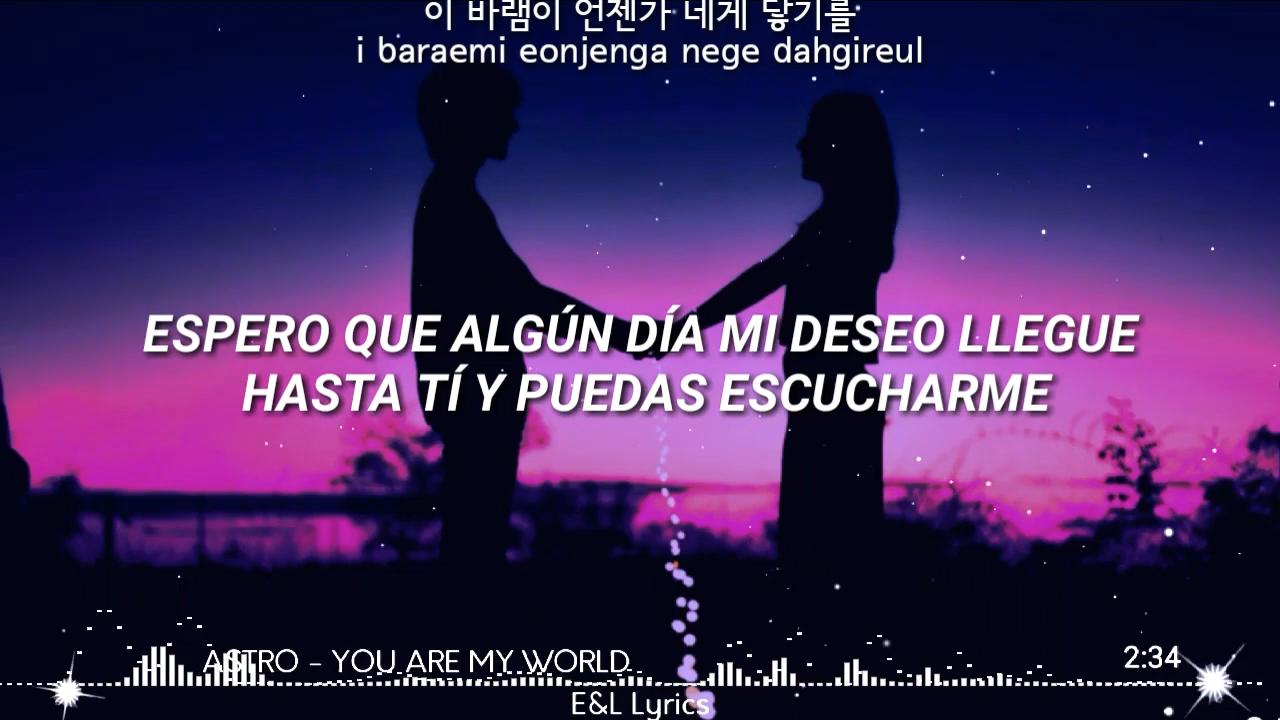 이 바램이 언젠가 네게 닿기를
i baraemi eonjenga nege dahgireul
ESPERO QUE ALGÚN DÍA MI DESEO LLEGUE
HASTA TÍ Y PUEDAS ESCUCHARME
ASTRO - YOU ARE MY WORLD
2:34
E&L Lyrics